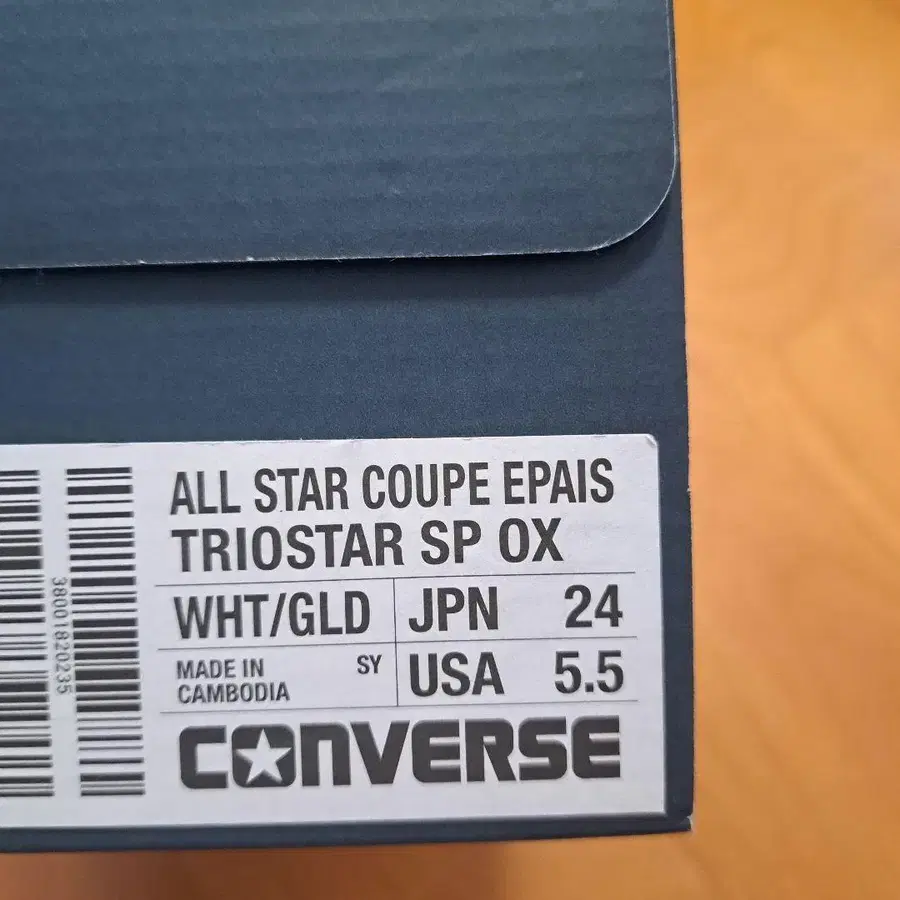 ALL STAR COUPE EPAIS
TRIOSTAR SP OX
WHT/GLD JPN 24
MADE IN CAMBODIA SY USA 5.5
CONVERSE
38001820235